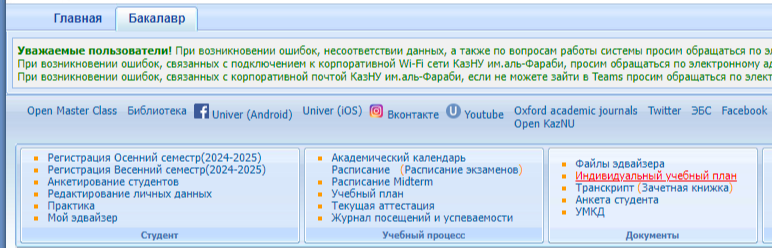 Главная Бакалавр
Уважаемые пользователи! При возникновении ошибок, несоответствии данных, а также по вопросам работы системы просим обращаться по
При возникновении ошибок, связанных с подключением к корпоративной Wi-Fi сети КазНУ им.аль-Фараби, просим обращаться по электронному
При возникновении ошибок, связанных с корпоративной почтой КазНУ им.аль-Фараби, если не можете зайти в Teams просим обращаться по
Open Master Class Библиотека Univer (Android) Univer (iOS) Вконтакте Youtube Oxford academic journals Twitter ЭБС Facebook
Open KazNU
Регистрация Осенний семестр(2024-2025)
Регистрация Весенний семестр(2024-2025)
Анкетирование студентов
Редактирование личных данных
Практика
Мой эдвайзер
Студент
Академический календарь
Расписание (Расписание экзаменов)
Расписание Midterm
Учебный план
Текущая аттестация
Журнал посещений и успеваемости
Учебный процесс
Файлы эдвайзера
Индивидуальный учебный план
Транскрипт (Зачетная книжка)
Анкета студента
УМКД
Документы